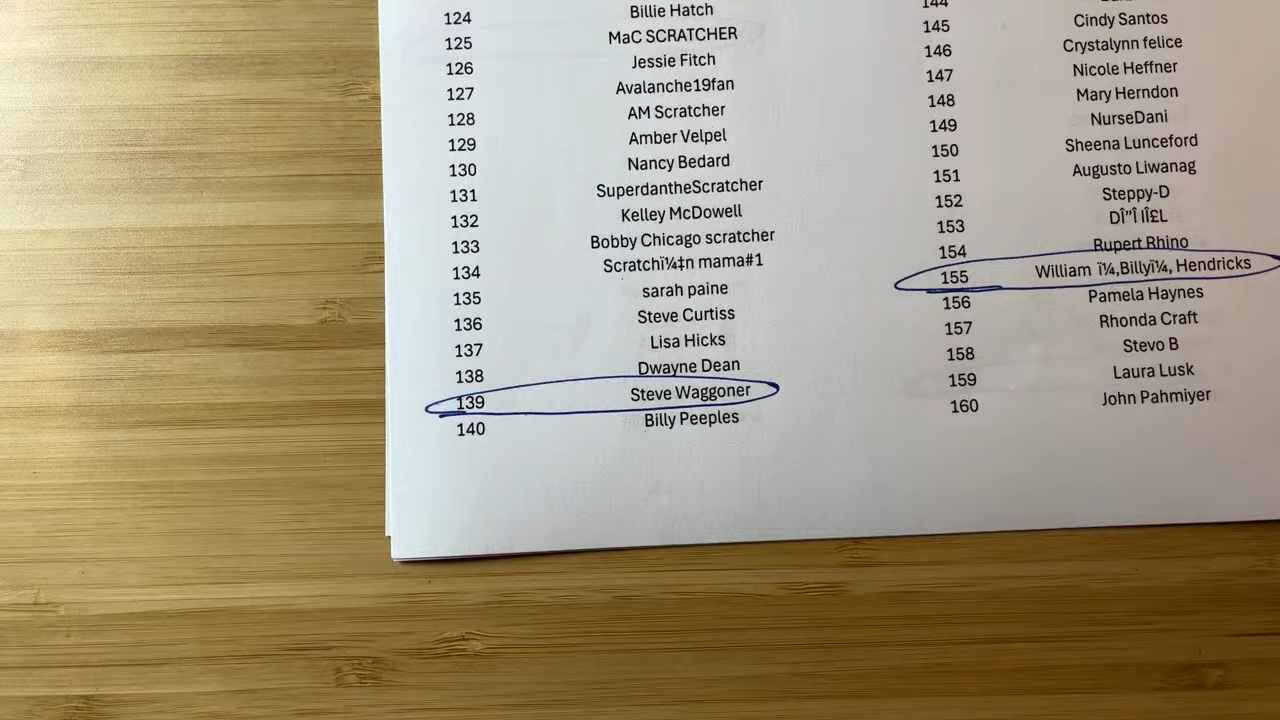 124 Billie Hatch
125 MaC SCRATCHER
126 Jessie Fitch
127 Avalanche19fan
128 AM Scratcher
129 Amber Velpel
130 Nancy Bedard
131 SuperdantheScratcher
132 Kelley McDowell
133 Bobby Chicago scratcher
134 Scratchï¼‡n mama#1
135 sarah paine
136 Steve Curtiss
137 Lisa Hicks
138 Dwayne Dean
139 Steve Waggoner
140 Billy Peeples
144
145 Cindy Santos
146 Crystalynn felice
147 Nicole Heffner
148 Mary Herndon
149 NurseDani
150 Sheena Lunceford
151 Augusto Liwanag
152 Steppy-D
153 DÎ”Î lÎ£L
154 Rupert Rhino
155 William ï¼‚Billyï¼‚ Hendricks
156 Pamela Haynes
157 Rhonda Craft
158 Stevo B
159 Laura Lusk
160 John Pahmiyer